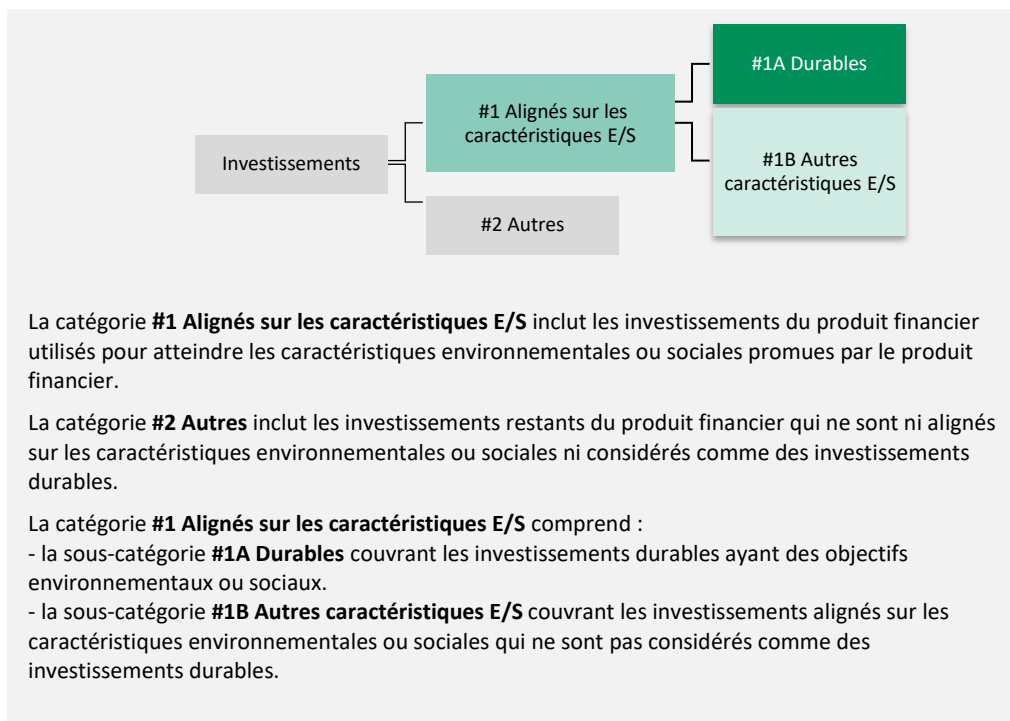 #1A Durables
#1 Alignés sur les
caractéristiques E/S
Investissements
#1B Autres
caractéristiques E/S
#2 Autres
La catégorie #1 Alignés sur les caractéristiques E/S inclut les investissements du produit financier
utilisés pour atteindre les caractéristiques environnementales ou sociales promues par le produit
financier.
La catégorie #2 Autres inclut les investissements restants du produit financier qui ne sont ni alignés
sur les caractéristiques environnementales ou sociales ni considérés comme des investissements
durables.
La catégorie #1 Alignés sur les caractéristiques E/S comprend :
- la sous-catégorie #1A Durables couvrant les investissements durables ayant des objectifs
environnementaux ou sociaux.
- la sous-catégorie #1B Autres caractéristiques E/S couvrant les investissements alignés sur les
caractéristiques environnementales ou sociales qui ne sont pas considérés comme des
investissements durables.